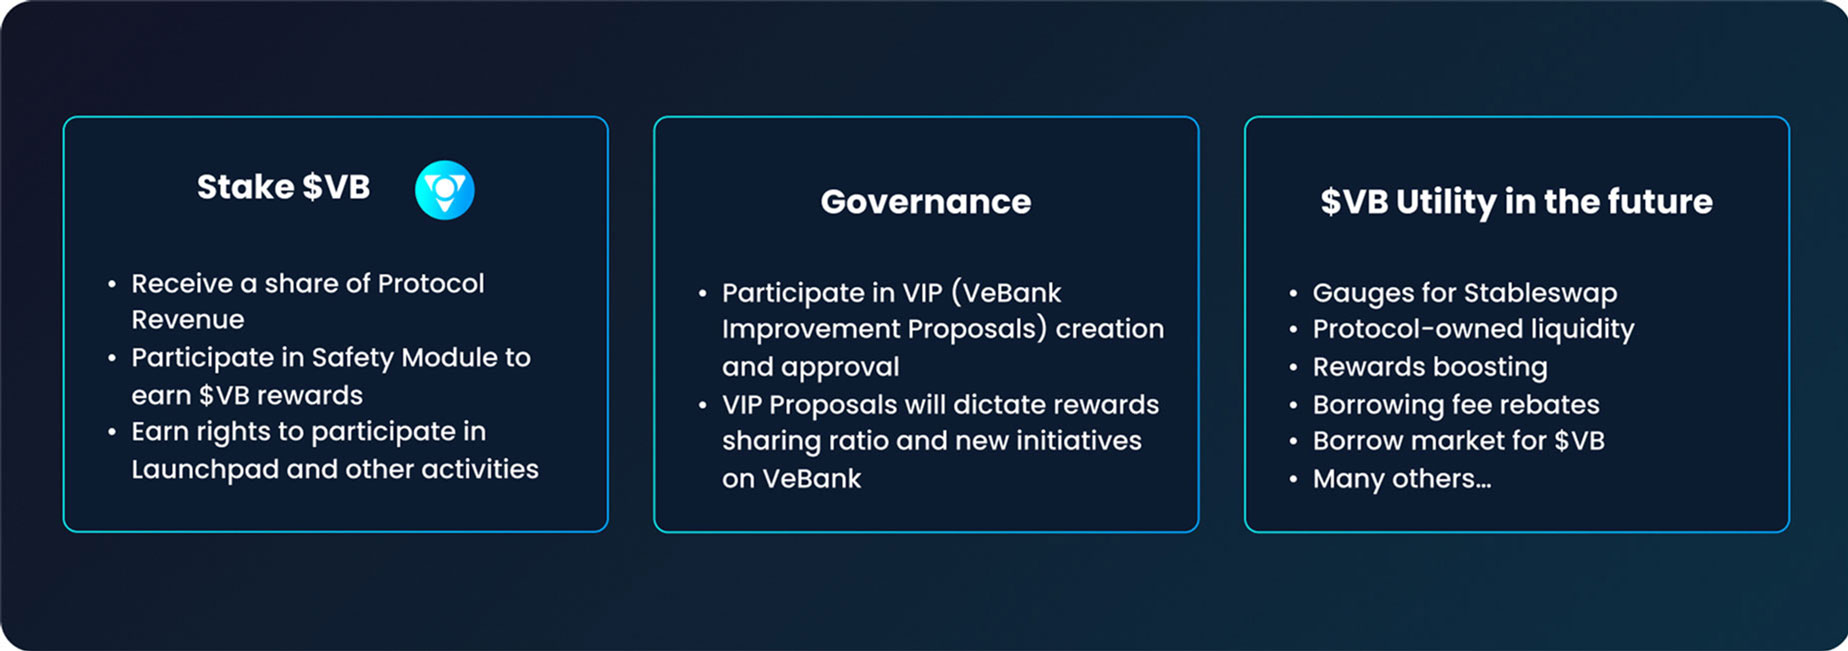 Stake $VB
• Receive a share of Protocol
Revenue
• Participate in Safety Module to
earn $VB rewards
• Earn rights to participate in
Launchpad and other activities
Governance
• Participate in VIP (VeBank
Improvement Proposals) creation
and approval
• VIP Proposals will dictate rewards
sharing ratio and new initiatives
on VeBank
$VB Utility in the future
• Gauges for Stableswap
• Protocol-owned liquidity
• Rewards boosting
• Borrowing fee rebates
• Borrow market for $VB
• Many others...